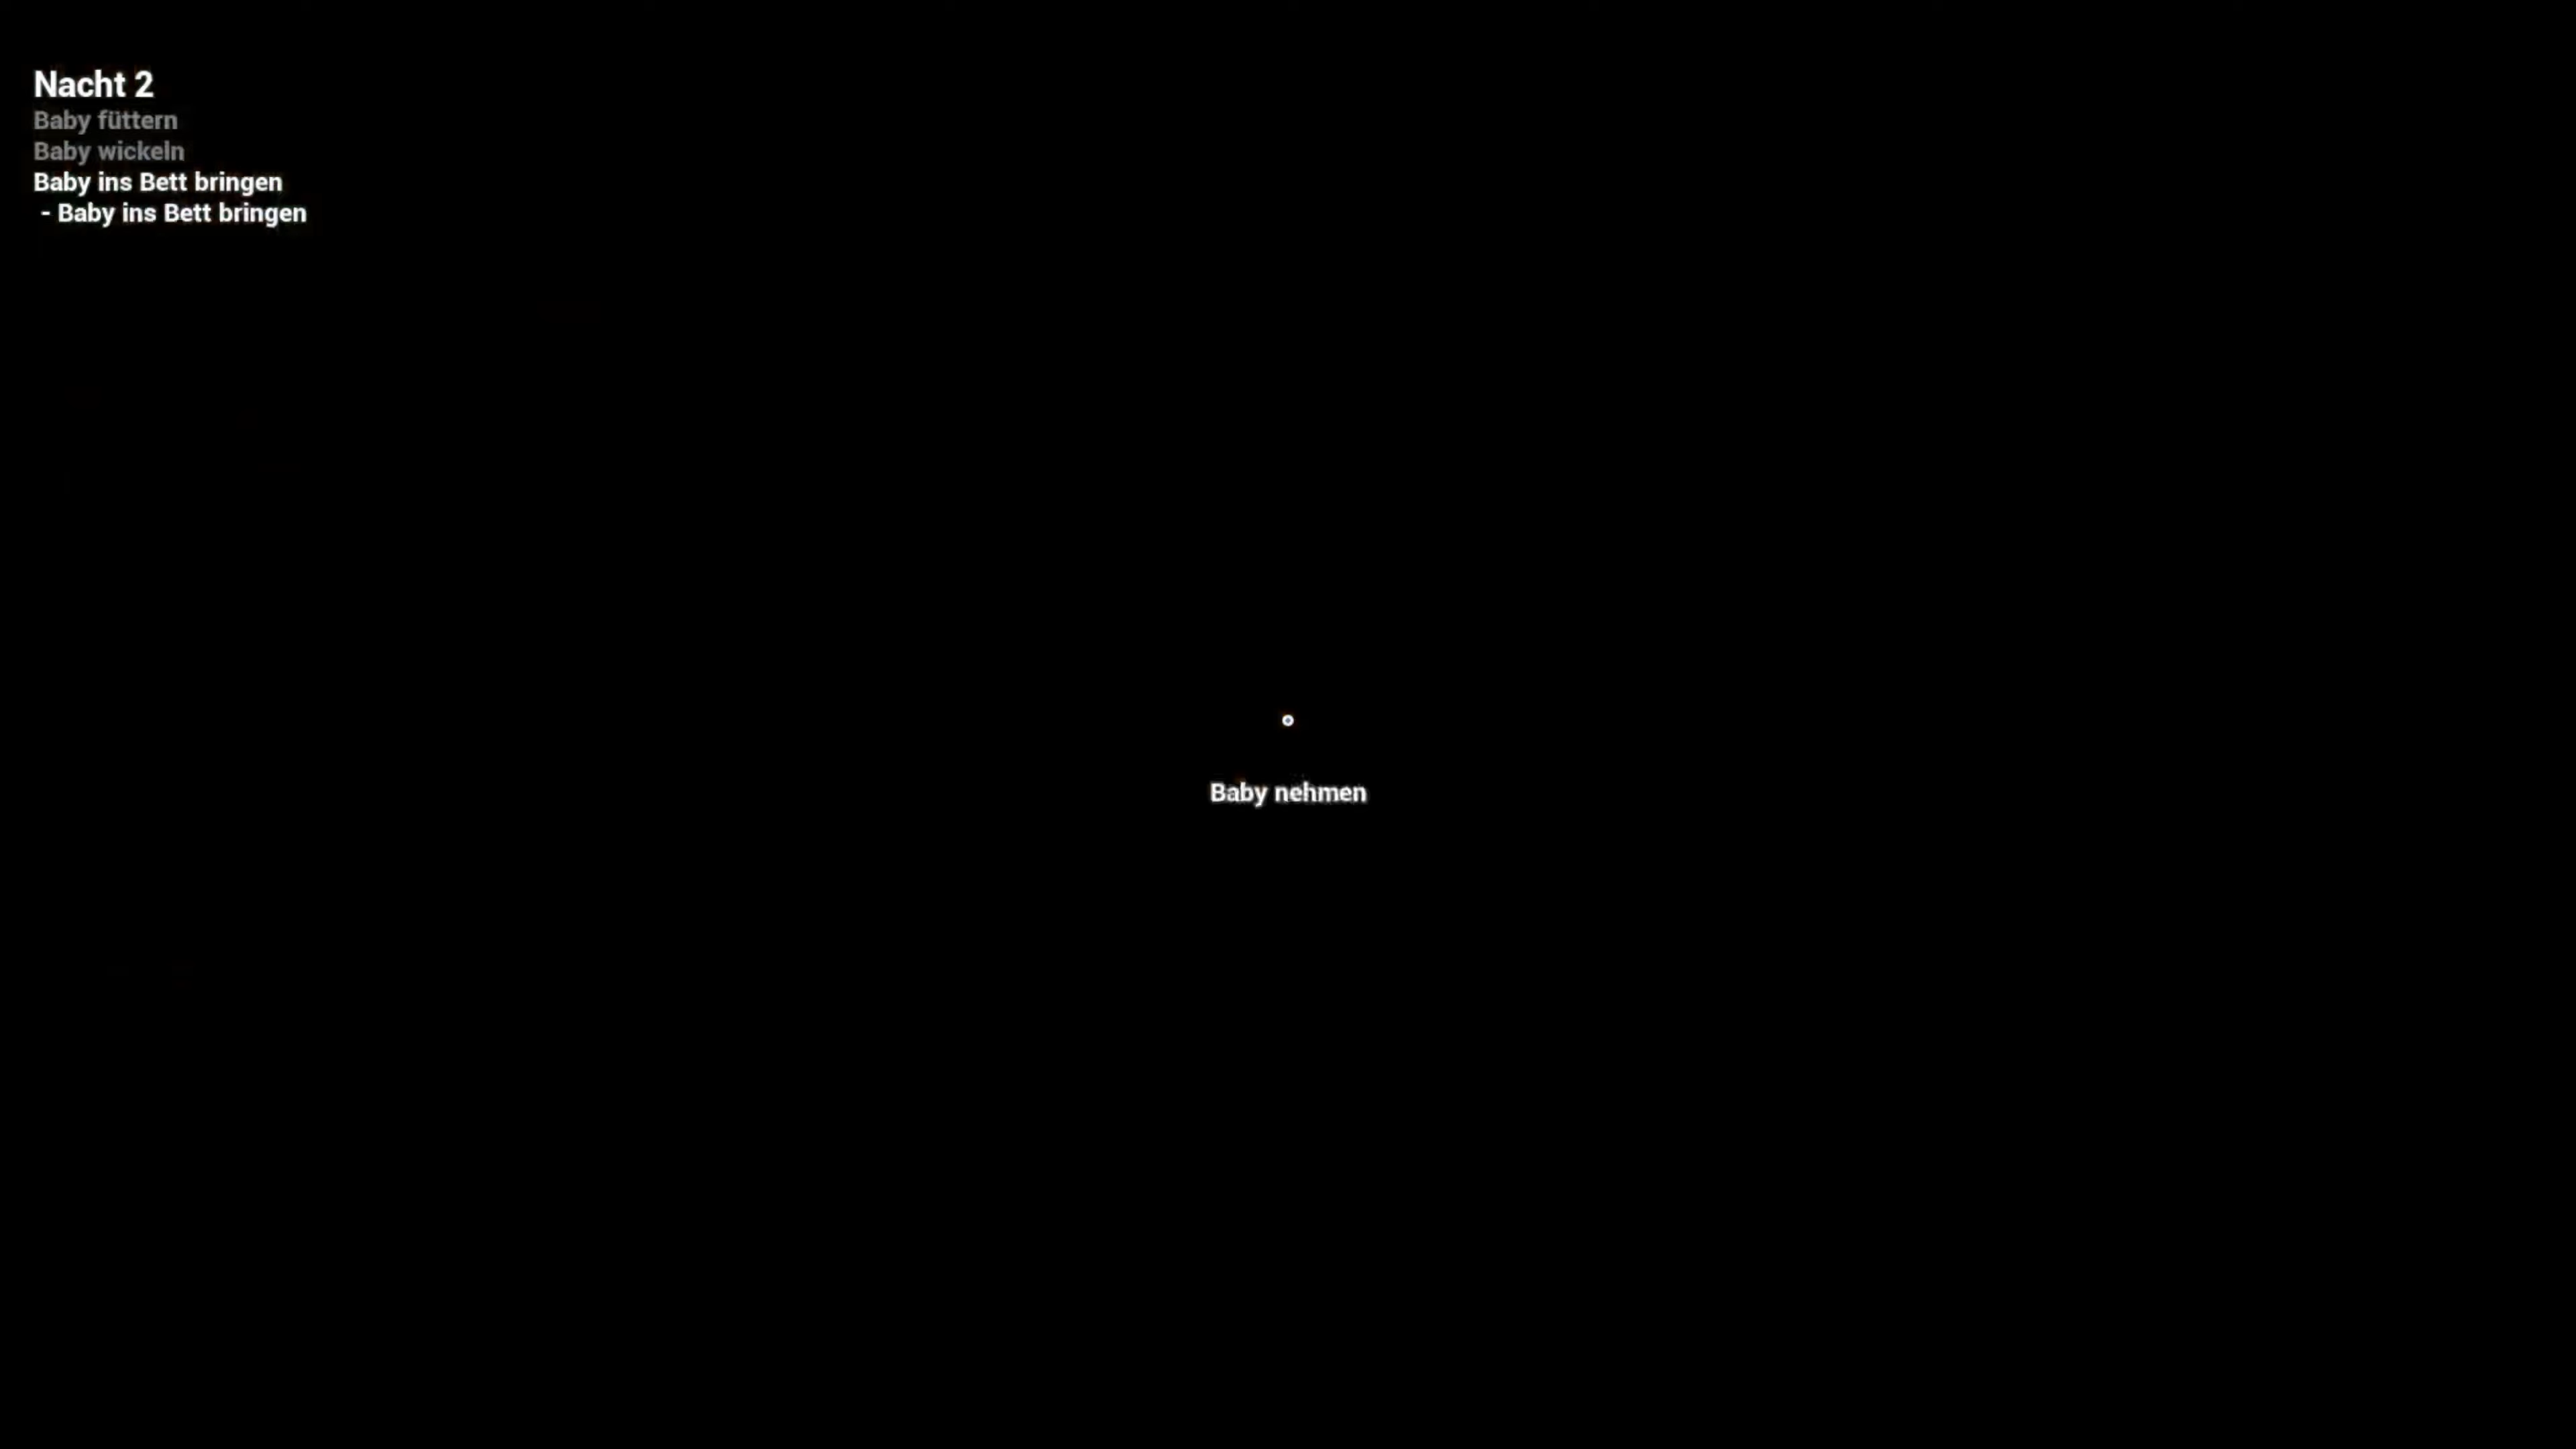 Nacht 2
Baby füttern
Baby wickeln
Baby ins Bett bringen
- Baby ins Bett bringen
Baby nehmen